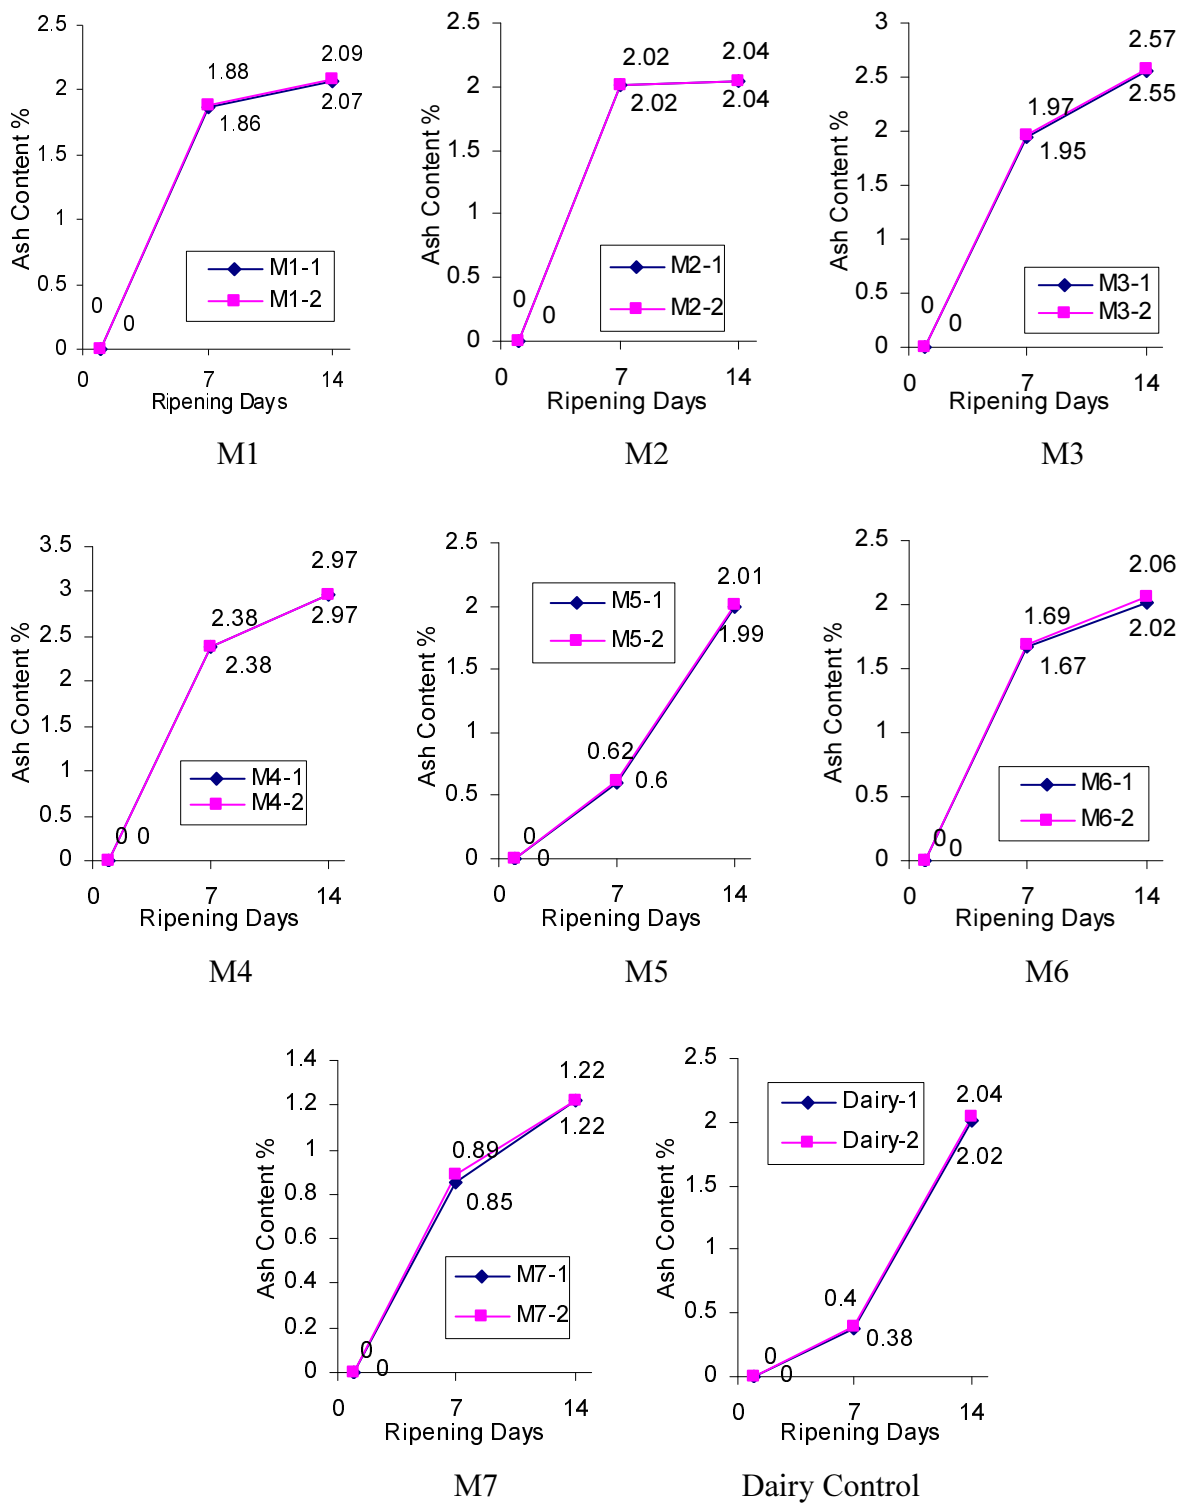 2.5
2
1.5
1
0.5
0
Ash Content %
0
0
1.88
1.86
2.09
2.07
M1-1
M1-2
0 7 14
Ripening Days
M1
2.5
2
1.5
1
0.5
0
Ash Content %
0
0
2.02
2.02
2.04
2.04
M2-1
M2-2
0 7 14
Ripening Days
M2
3
2.5
2
1.5
1
0.5
0
Ash Content %
0
0
1.97
1.95
2.57
2.55
M3-1
M3-2
0 7 14
Ripening Days
M3
3.5
3
2.5
2
1.5
1
0.5
0
Ash Content %
0 0
2.38
2.38
2.97
2.97
M4-1
M4-2
0 7 14
Ripening Days
M4
2.5
2
1.5
1
0.5
0
Ash Content %
0
0
0.62
0.6
2.01
1.99
M5-1
M5-2
0 7 14
Ripening Days
M5
2.5
2
1.5
1
0.5
0
Ash Content %
0
0
1.69
1.67
2.06
2.02
M6-1
M6-2
0 7 14
Ripening Days
M6
1.4
1.2
1
0.8
0.6
0.4
0.2
0
Ash Content %
0
0
0.89
0.85
1.22
1.22
M7-1
M7-2
0 7 14
Ripening Days
M7
2.5
2
1.5
1
0.5
0
Ash Content %
0
0
0.4
0.38
2.04
2.02
Dairy-1
Dairy-2
0 7 14
Ripening Days
Dairy Control